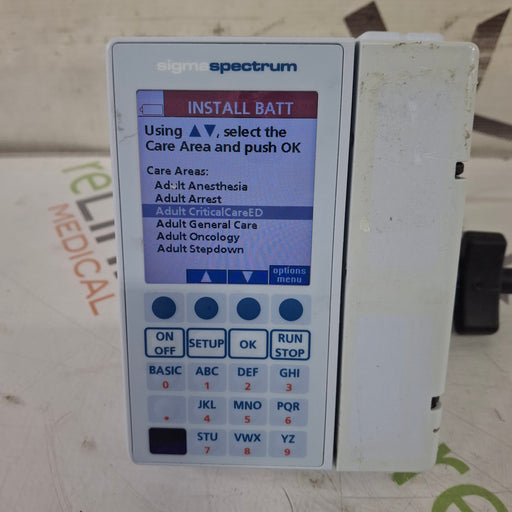 sigmaspectrum
INSTALL BATT
Using ▲▼, select the
Care Area and push OK
Care Areas:
Adult Anesthesia
Adult Arrest
Adult CriticalCareED
Adult General Care
Adult Oncology
Adult Stepdown
▲ ▼ options
menu
ON
OFF
SETUP
OK
RUN
STOP
BASIC ABC DEF GHI
0 1 2 3
JKL MNO PQR
. 4 5 6
STU VWX YZ
7 8 9
MEDICAL